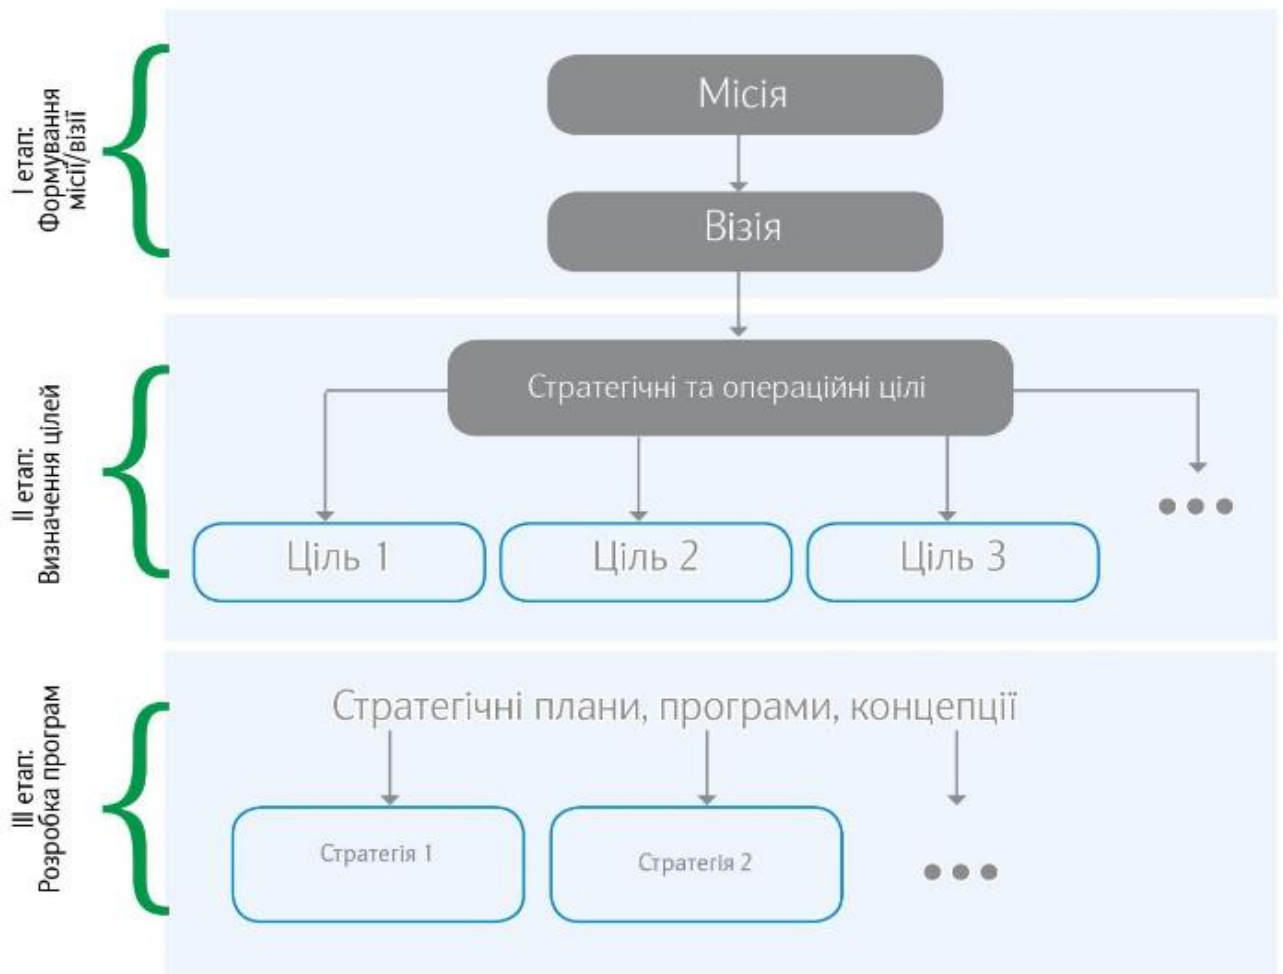 І етап:
Формування
місії/візії
Місія
Візія
ІІ етап:
Визначення цілей
Стратегічні та операційні цілі
Ціль 1
Ціль 2
Ціль 3
ІІІ етап:
Розробка програм
Стратегічні плани, програми, концепції
Стратегія 1
Стратегія 2